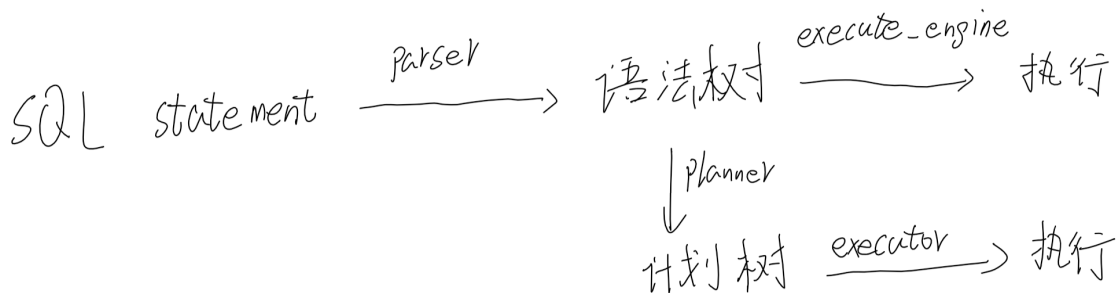 SQL statement parser 语法树 execute_engine 执行
planner
计划树 executor 执行